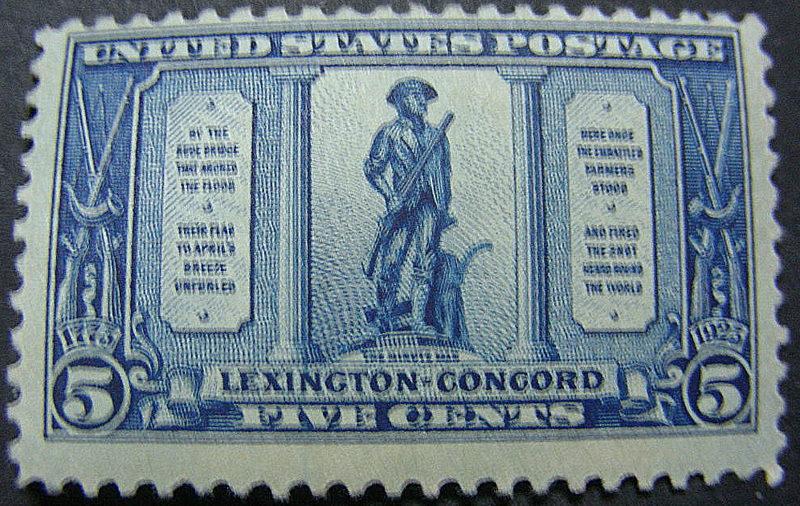 UNITED STATES POSTAGE
BY THE
RUDE BRIDGE
THAT ARCHED
THE FLOOD
THEIR FLAG
TO APRIL'S
BREEZE
UNFURLED
HERE ONCE
THE EMBATTLED
FARMERS
STOOD
AND FIRED
THE SHOT
HEARD ROUND
THE WORLD
1775
1925
THE MINUTE MAN
5
LEXINGTON-CONCORD
5
FIVE CENTS